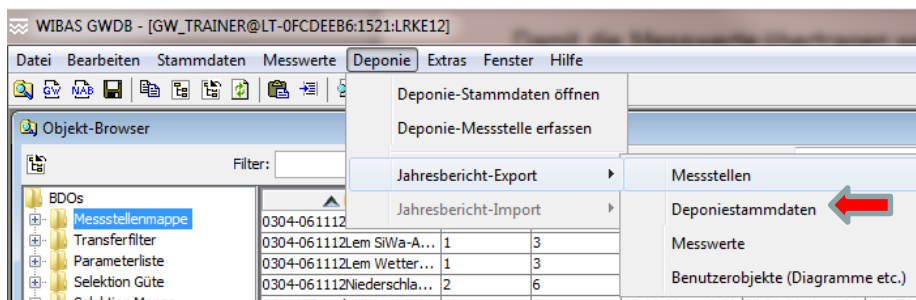 WIBAS GWDB - [GW_TRAINER@LT-0FCDEEB6:1521:LRKE12]
Datei Bearbeiten Stammdaten Messwerte Deponie Extras Fenster Hilfe
GW NÄB
Deponie-Stammdaten öffnen
Deponie-Messstelle erfassen
Jahresbericht-Export
Jahresbericht-Import
Messstellen
Deponiestammdaten
Messwerte
Benutzerobjekte (Diagramme etc.)
Objekt-Browser
Filter:
BDOs
Messstellenmappe
Transferfilter
Parameterliste
Selektion Güte
0304-061112
0304-061112Lem SiWa-A... 1 3
0304-061112Lem Wetter... 1 3
0304-061112Niederschla... 2 6